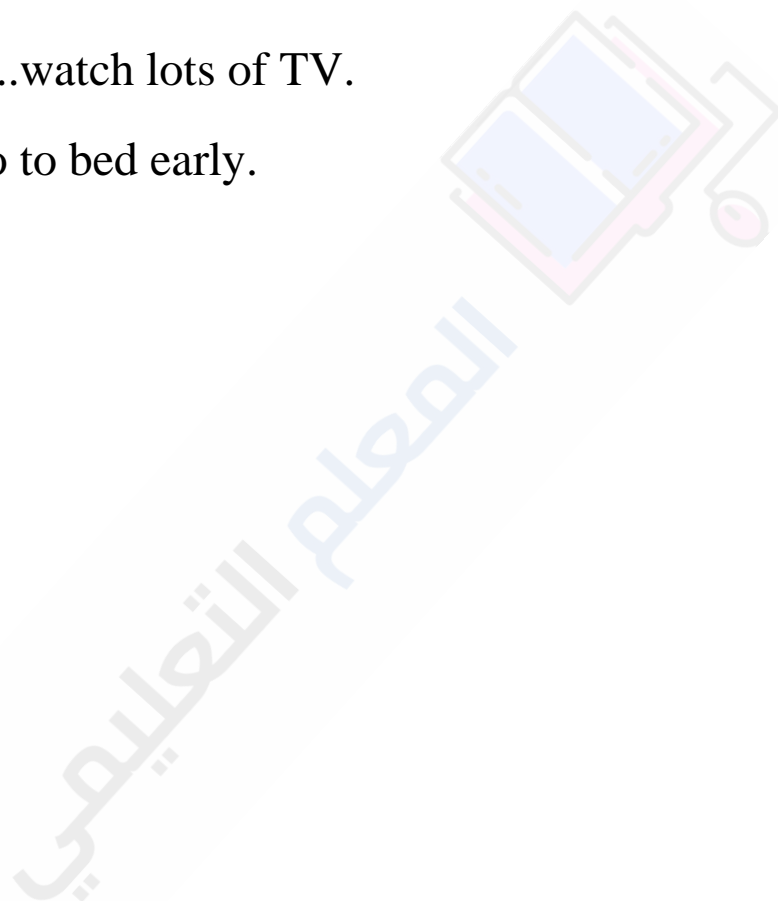 ..watch lots of TV.
o to bed early.
المعلم التعليمي